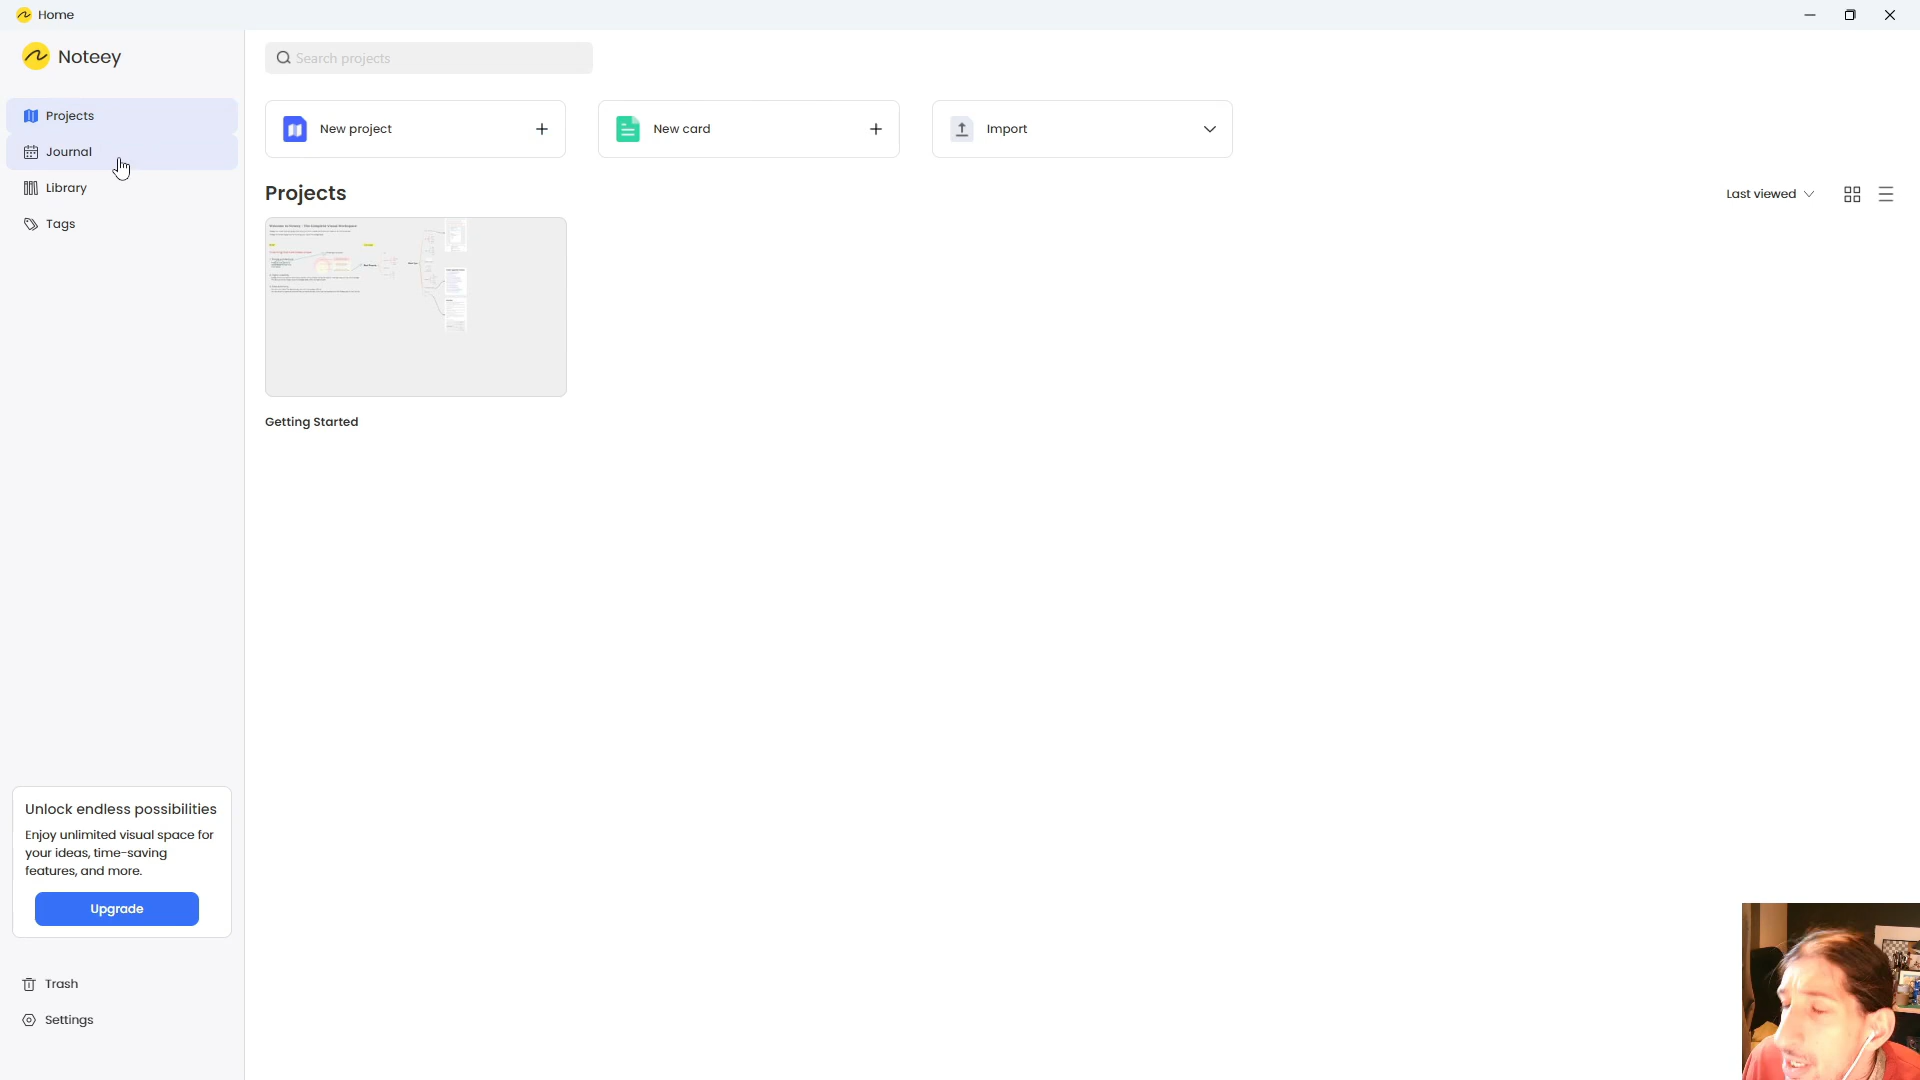 Home
Noteey
Search projects
Projects
Journal
Library
Tags
New project
New card
Import
Projects
Last viewed
Getting Started
Unlock endless possibilities
Enjoy unlimited visual space for
your ideas, time-saving
features, and more.
Upgrade
Trash
Settings